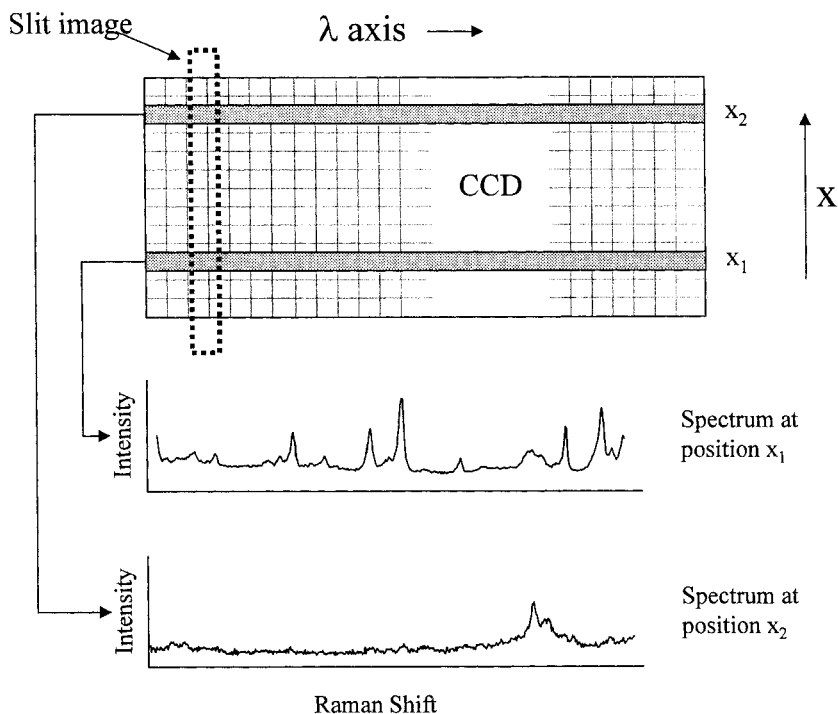 Slit image
λ axis
x₂
CCD
X
x₁
Intensity
Spectrum at
position x₁
Intensity
Spectrum at
position x₂
Raman Shift